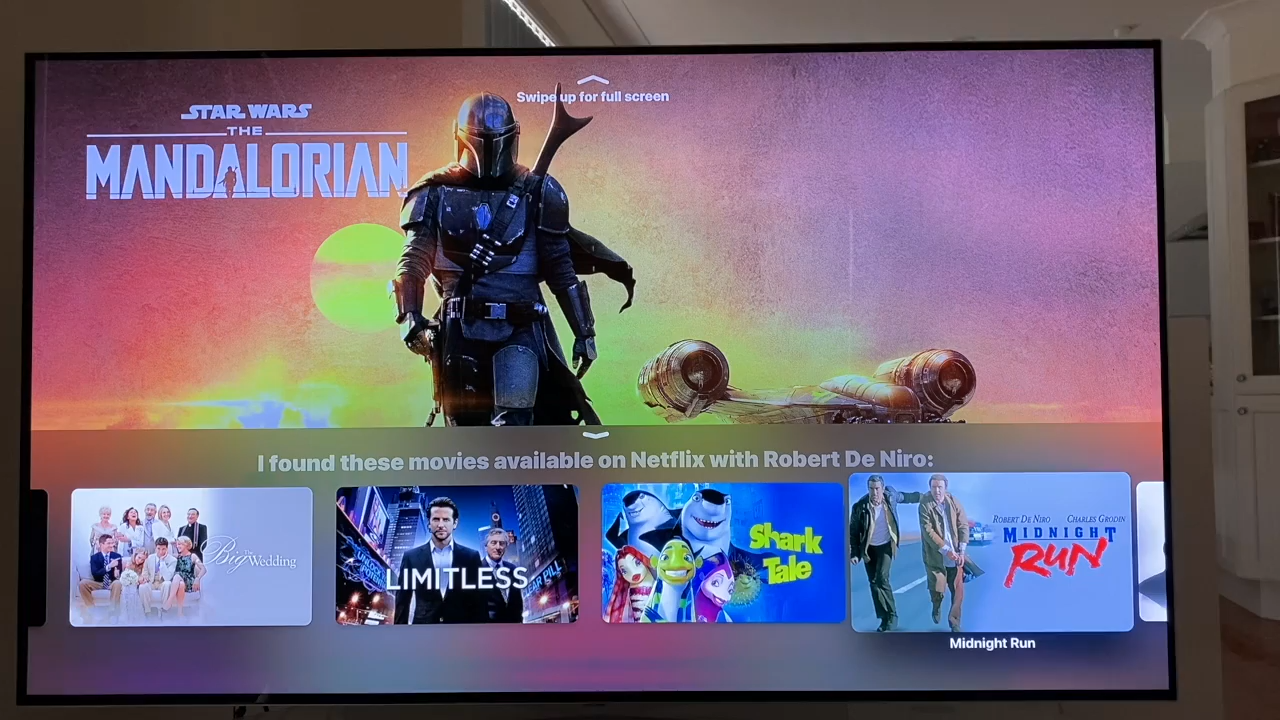 Swipe up for full screen
STAR WARS
THE
MANDALORIAN
I found these movies available on Netflix with Robert De Niro:
The
Big Wedding
LIMITLESS
Shark
Tale
ROBERT DE NIRO CHARLES GRODIN
MIDNIGHT
RUN
Midnight Run